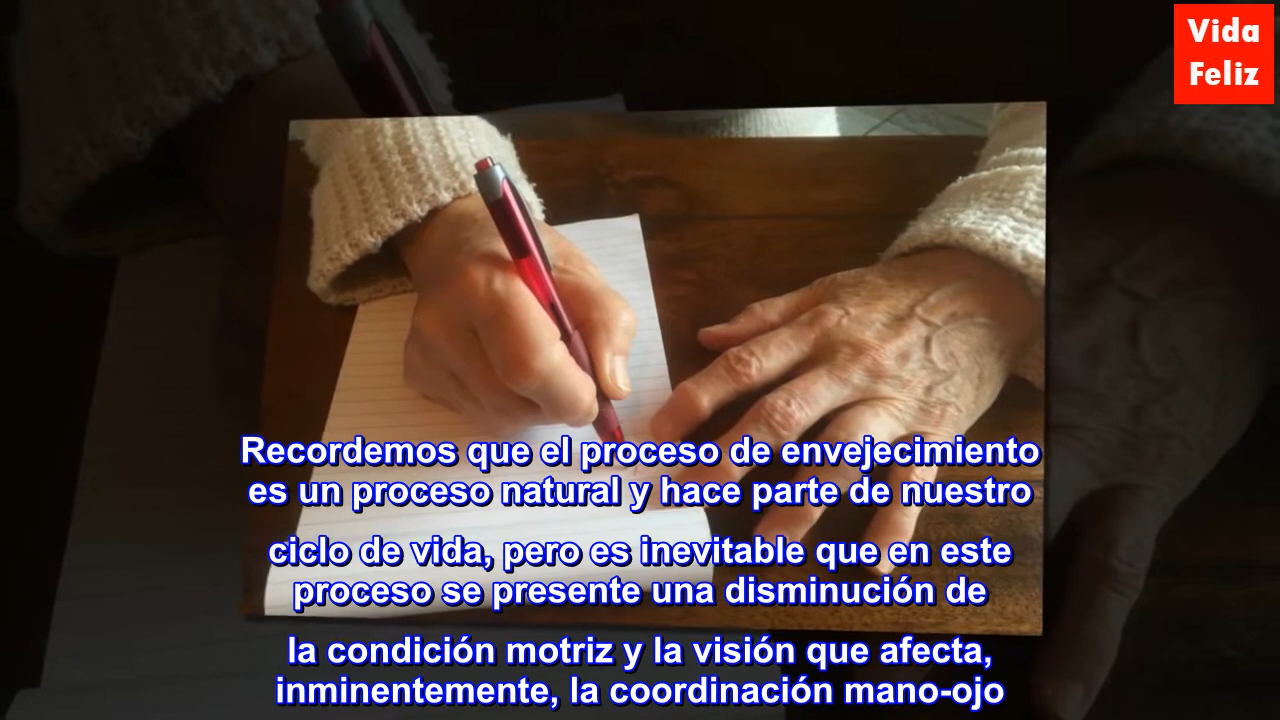 Vida
Feliz
Recordemos que el proceso de envejecimiento
es un proceso natural y hace parte de nuestro
ciclo de vida, pero es inevitable que en este
proceso se presente una disminución de
la condición motriz y la visión que afecta,
inminentemente, la coordinación mano-ojo